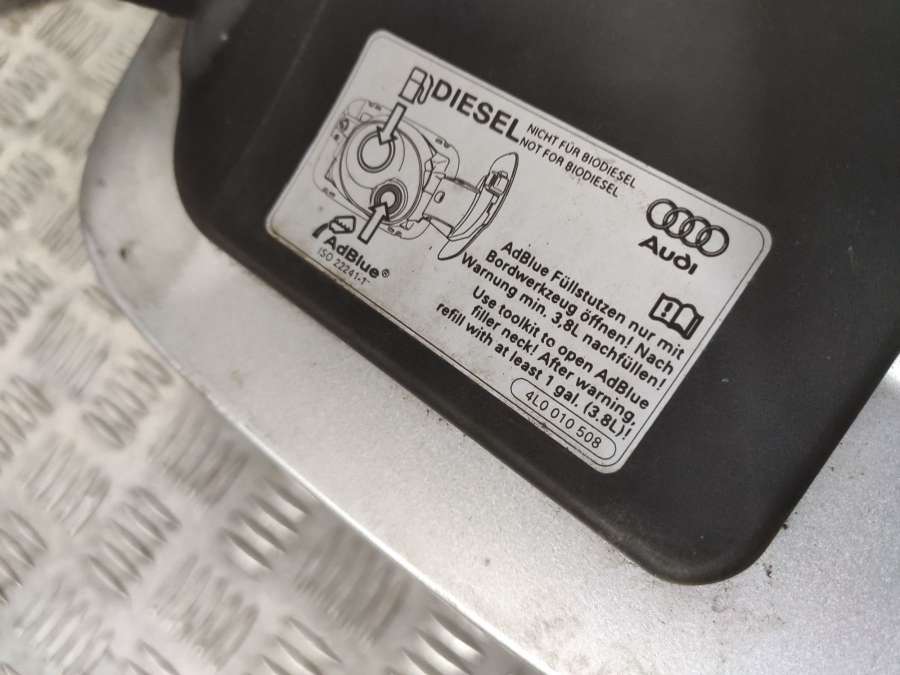 DIESEL
NICHT FÜR BIODIESEL
NOT FOR BIODIESEL
AdBlue®
ISO 22241-1
Audi
AdBlue Füllstutzen nur mit
Bordwerkzeug öffnen! Nach
Warnung min. 3,8L nachfüllen!
Use toolkit to open AdBlue
filler neck! After warning,
refill with at least 1 gal. (3.8L)!
4L0 010 508